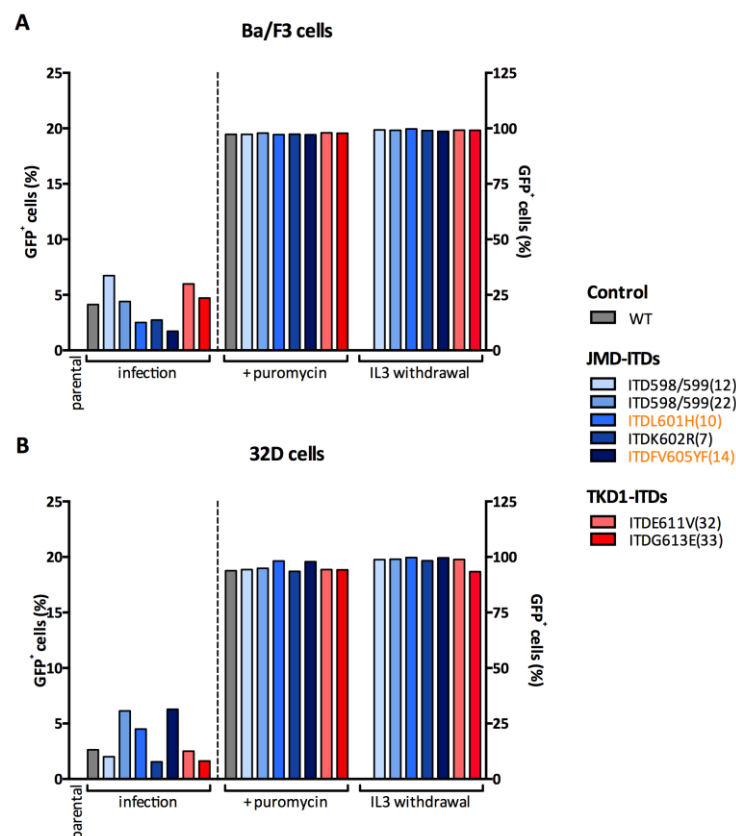 A
Ba/F3 cells
25
20
15
10
5
0
GFP⁺ cells (%)
125
100
75
50
25
0
GFP⁺ cells (%)
parental
infection
+ puromycin
IL3 withdrawal
Control
WT
JMD-ITDs
ITD598/599(12)
ITD598/599(22)
ITDL601H(10)
ITDK602R(7)
ITDFV605YF(14)
TKD1-ITDs
ITDE611V(32)
ITDG613E(33)
B
32D cells
25
20
15
10
5
0
GFP⁺ cells (%)
125
100
75
50
25
0
GFP⁺ cells (%)
parental
infection
+ puromycin
IL3 withdrawal